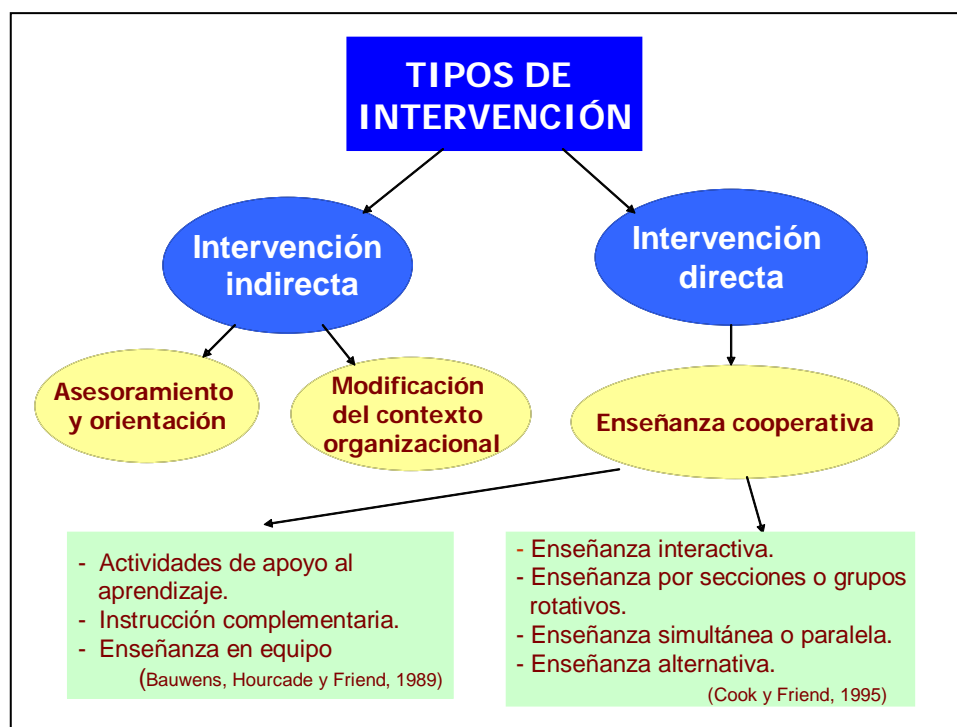 TIPOS DE
INTERVENCIÓN
Intervención
indirecta
Intervención
directa
Asesoramiento
y orientación
Modificación
del contexto
organizacional
Enseñanza cooperativa
- Actividades de apoyo al
aprendizaje.
- Instrucción complementaria.
- Enseñanza en equipo
(Bauwens, Hourcade y Friend, 1989)
- Enseñanza interactiva.
- Enseñanza por secciones o grupos
rotativos.
- Enseñanza simultánea o paralela.
- Enseñanza alternativa.
(Cook y Friend, 1995)